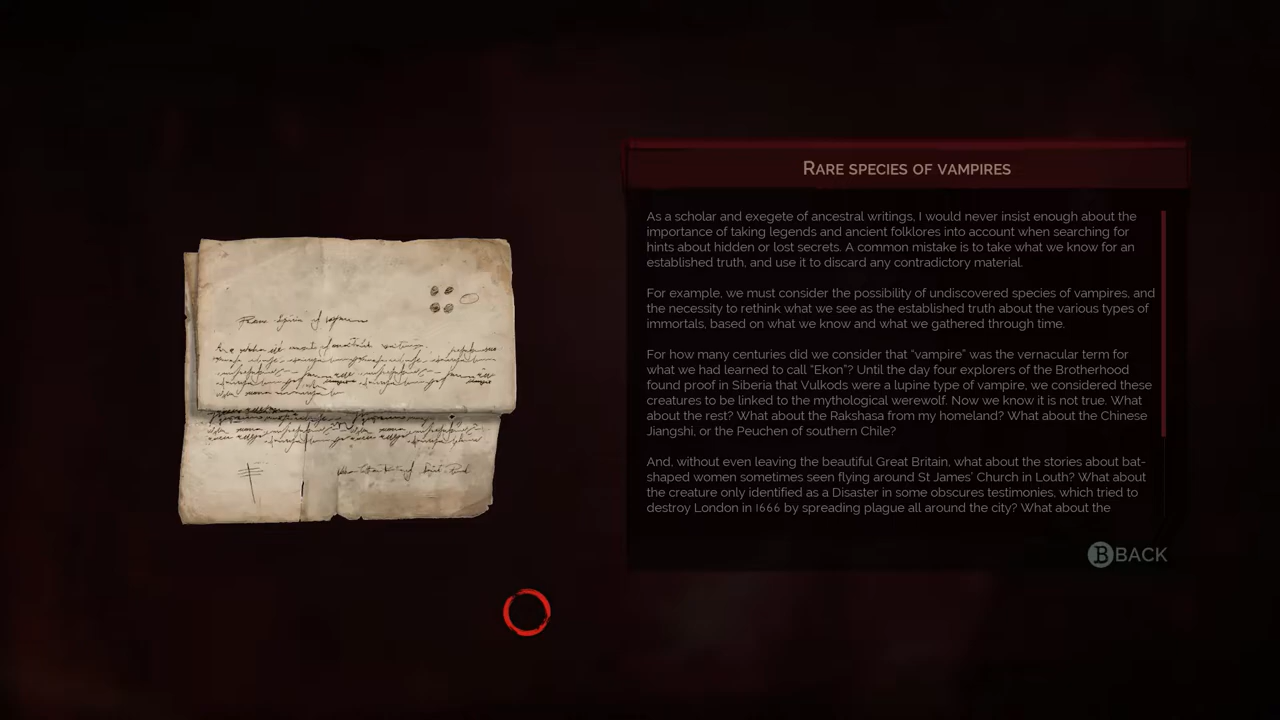 RARE SPECIES OF VAMPIRES
As a scholar and exegete of ancestral writings, I would never insist enough about the
importance of taking legends and ancient folklores into account when searching for
hints about hidden or lost secrets. A common mistake is to take what we know for an
established truth, and use it to discard any contradictory material.
For example, we must consider the possibility of undiscovered species of vampires, and
the necessity to rethink what we see as the established truth about the various types of
immortals, based on what we know and what we gathered through time.
For how many centuries did we consider that “vampire” was the vernacular term for
what we had learned to call “Ekon”? Until the day four explorers of the Brotherhood
found proof in Siberia that Vulkods were a lupine type of vampire, we considered these
creatures to be linked to the mythological werewolf. Now we know it is not true. What
about the rest? What about the Rakshasa from my homeland? What about the Chinese
Jiangshi, or the Peuchen of southern Chile?
And, without even leaving the beautiful Great Britain, what about the stories about bat-
shaped women sometimes seen flying around St James' Church in Louth? What about
the creature only identified as a Disaster in some obscures testimonies, which tried to
destroy London in 1666 by spreading plague all around the city? What about the
B BACK